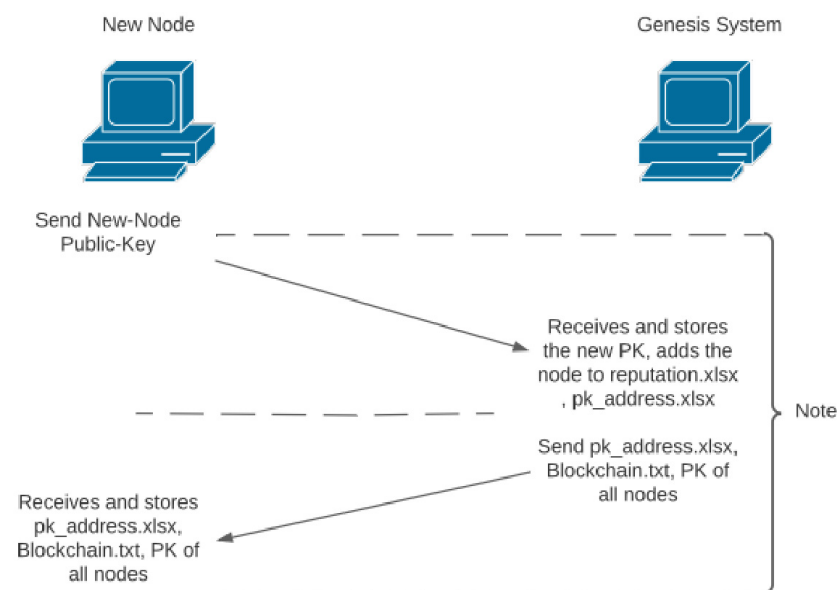 New Node
Genesis System
Send New-Node
Public-Key
Receives and stores
the new PK, adds the
node to reputation.xlsx
, pk_address.xlsx
Note
Send pk_address.xlsx,
Blockchain.txt, PK of
all nodes
Receives and stores
pk_address.xlsx,
Blockchain.txt, PK of
all nodes